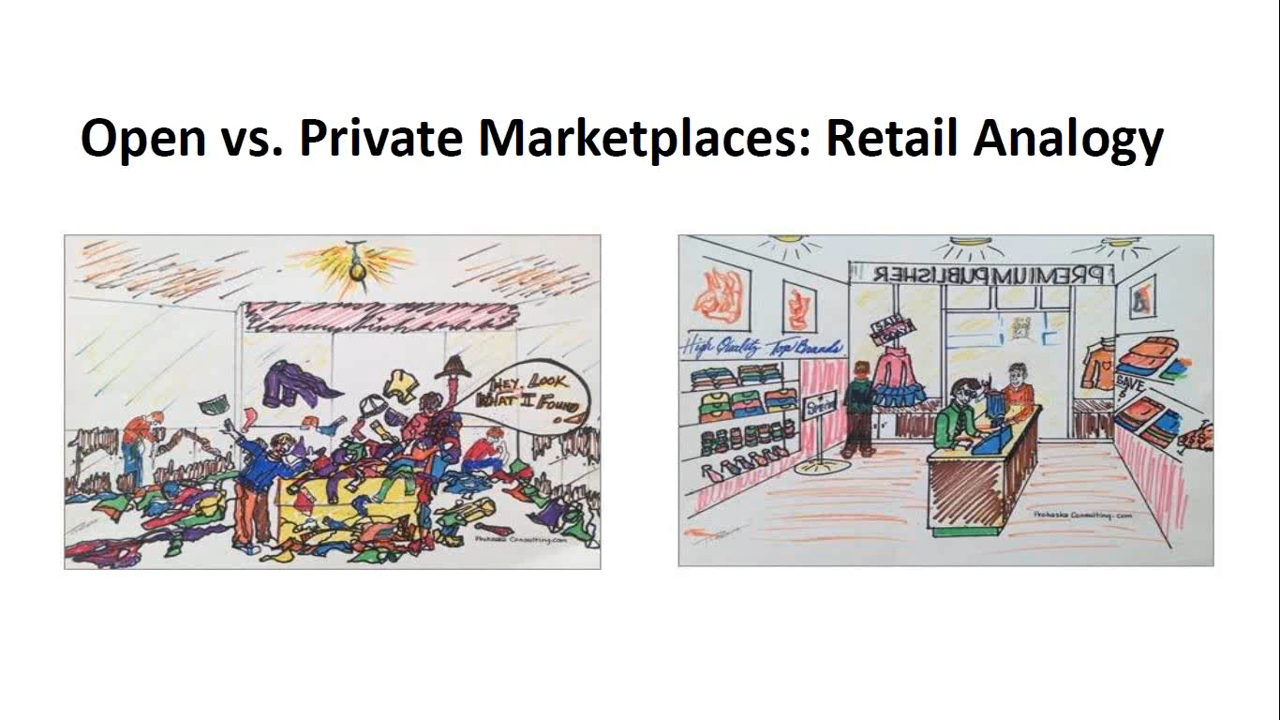 Open vs. Private Marketplaces: Retail Analogy
HEY, LOOK
WHAT I FOUND
Prohaska Consulting.com
PREMIUM PUBLISHER
High Quality Top Brands
SALE
SAVE
$
$$$
Prohaska Consulting.com